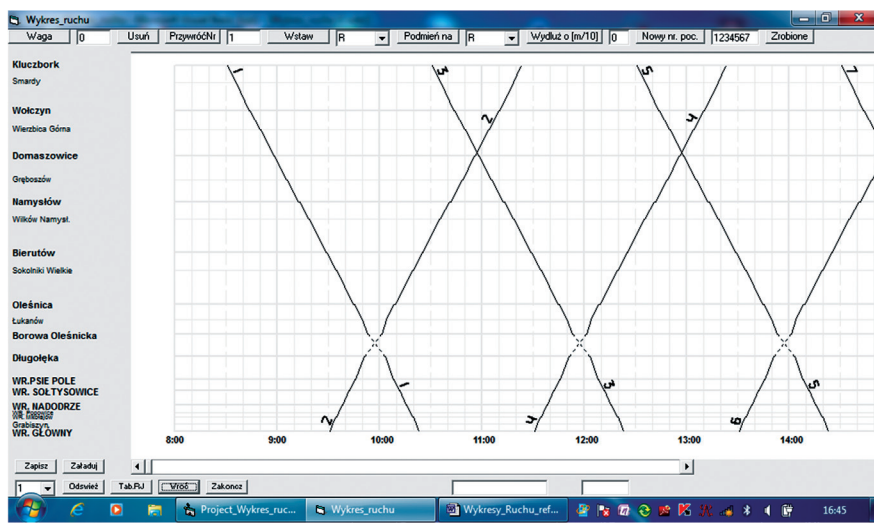 Wykres_ruchu
Waga 0 Usuń PrzywróćNr 1 Wstaw R Podmień na R Wydłuż o [m/10] 0 Nowy nr. poc. 1234567 Zrobione
Kluczbork
Smardy
Wołczyn
Wierzbica Górna
Domaszowice
Gręboszów
Namysłów
Wilków Namysł.
Bierutów
Sokolniki Wielkie
Oleśnica
Łukanów
Borowa Oleśnicka
Długołęka
WR.PSIE POLE
WR. SOŁTYSOWICE
WR. NADODRZE
Grabiszyn.
WR. GŁÓWNY
1 3 5 7
2 4
1 3 5
2 4 6
8:00 9:00 10:00 11:00 12:00 13:00 14:00
Zapisz Załaduj
1 Odśwież Tab.RJ Wróć Zakończ
Project_Wykres_ruc... Wykres_ruchu Wykresy_Ruchu_ref... 16:45